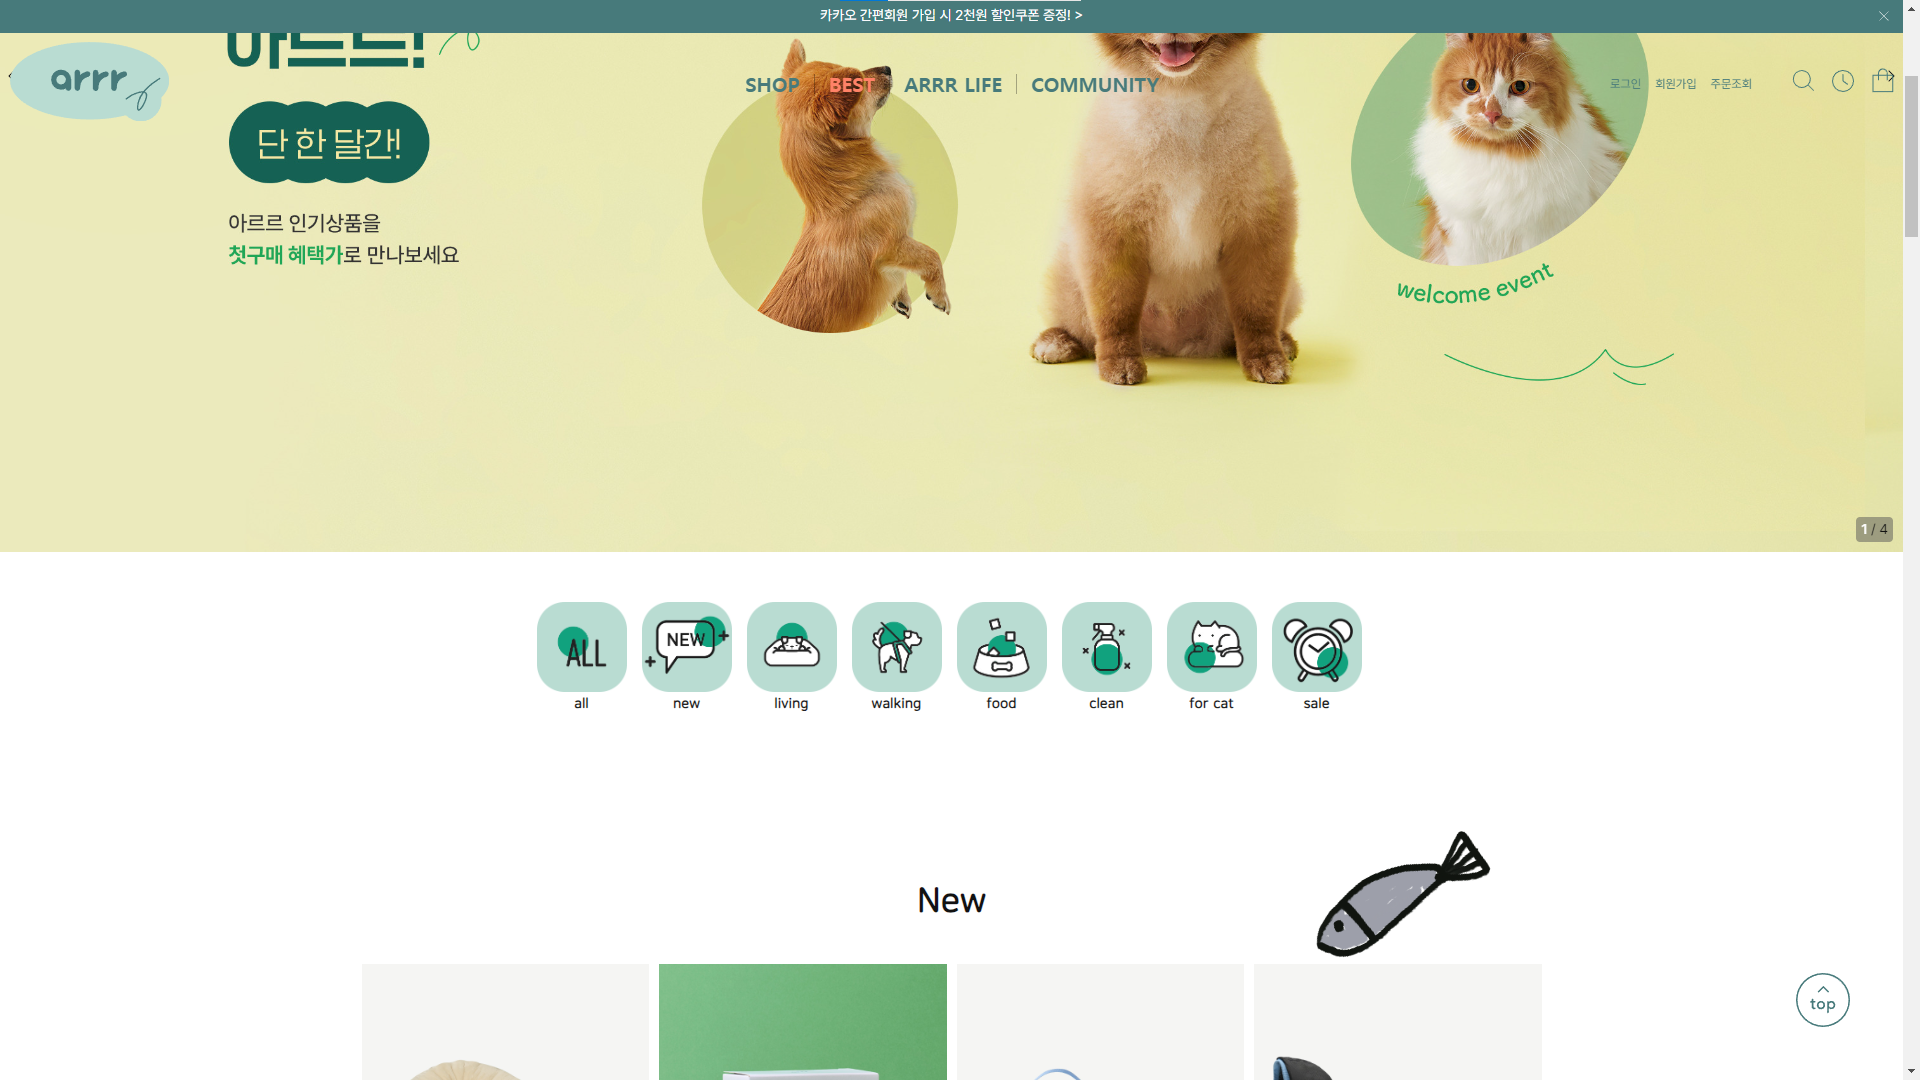 카카오 간편회원 가입 시 2천원 할인쿠폰 증정! >
arrr
SHOP
BEST
ARRR LIFE
COMMUNITY
로그인
회원가입
주문조회
아르르!
단 한 달간!
아르르 인기상품을
첫구매 혜택가로 만나보세요
welcome event
1 / 4
ALL
NEW
all
new
living
walking
food
clean
for cat
sale
New
top